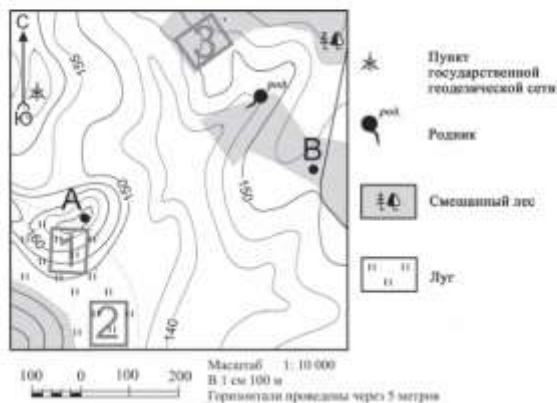 С
Ю
155
3
род.
В
150
А
150
160
1
2
140
Пункт
государственной
геодезической сети
род.
Родник
Смешанный лес
Луг
100 0 100 200
Масштаб 1: 10 000
В 1 см 100 м
Горизонтали проведены через 5 метров